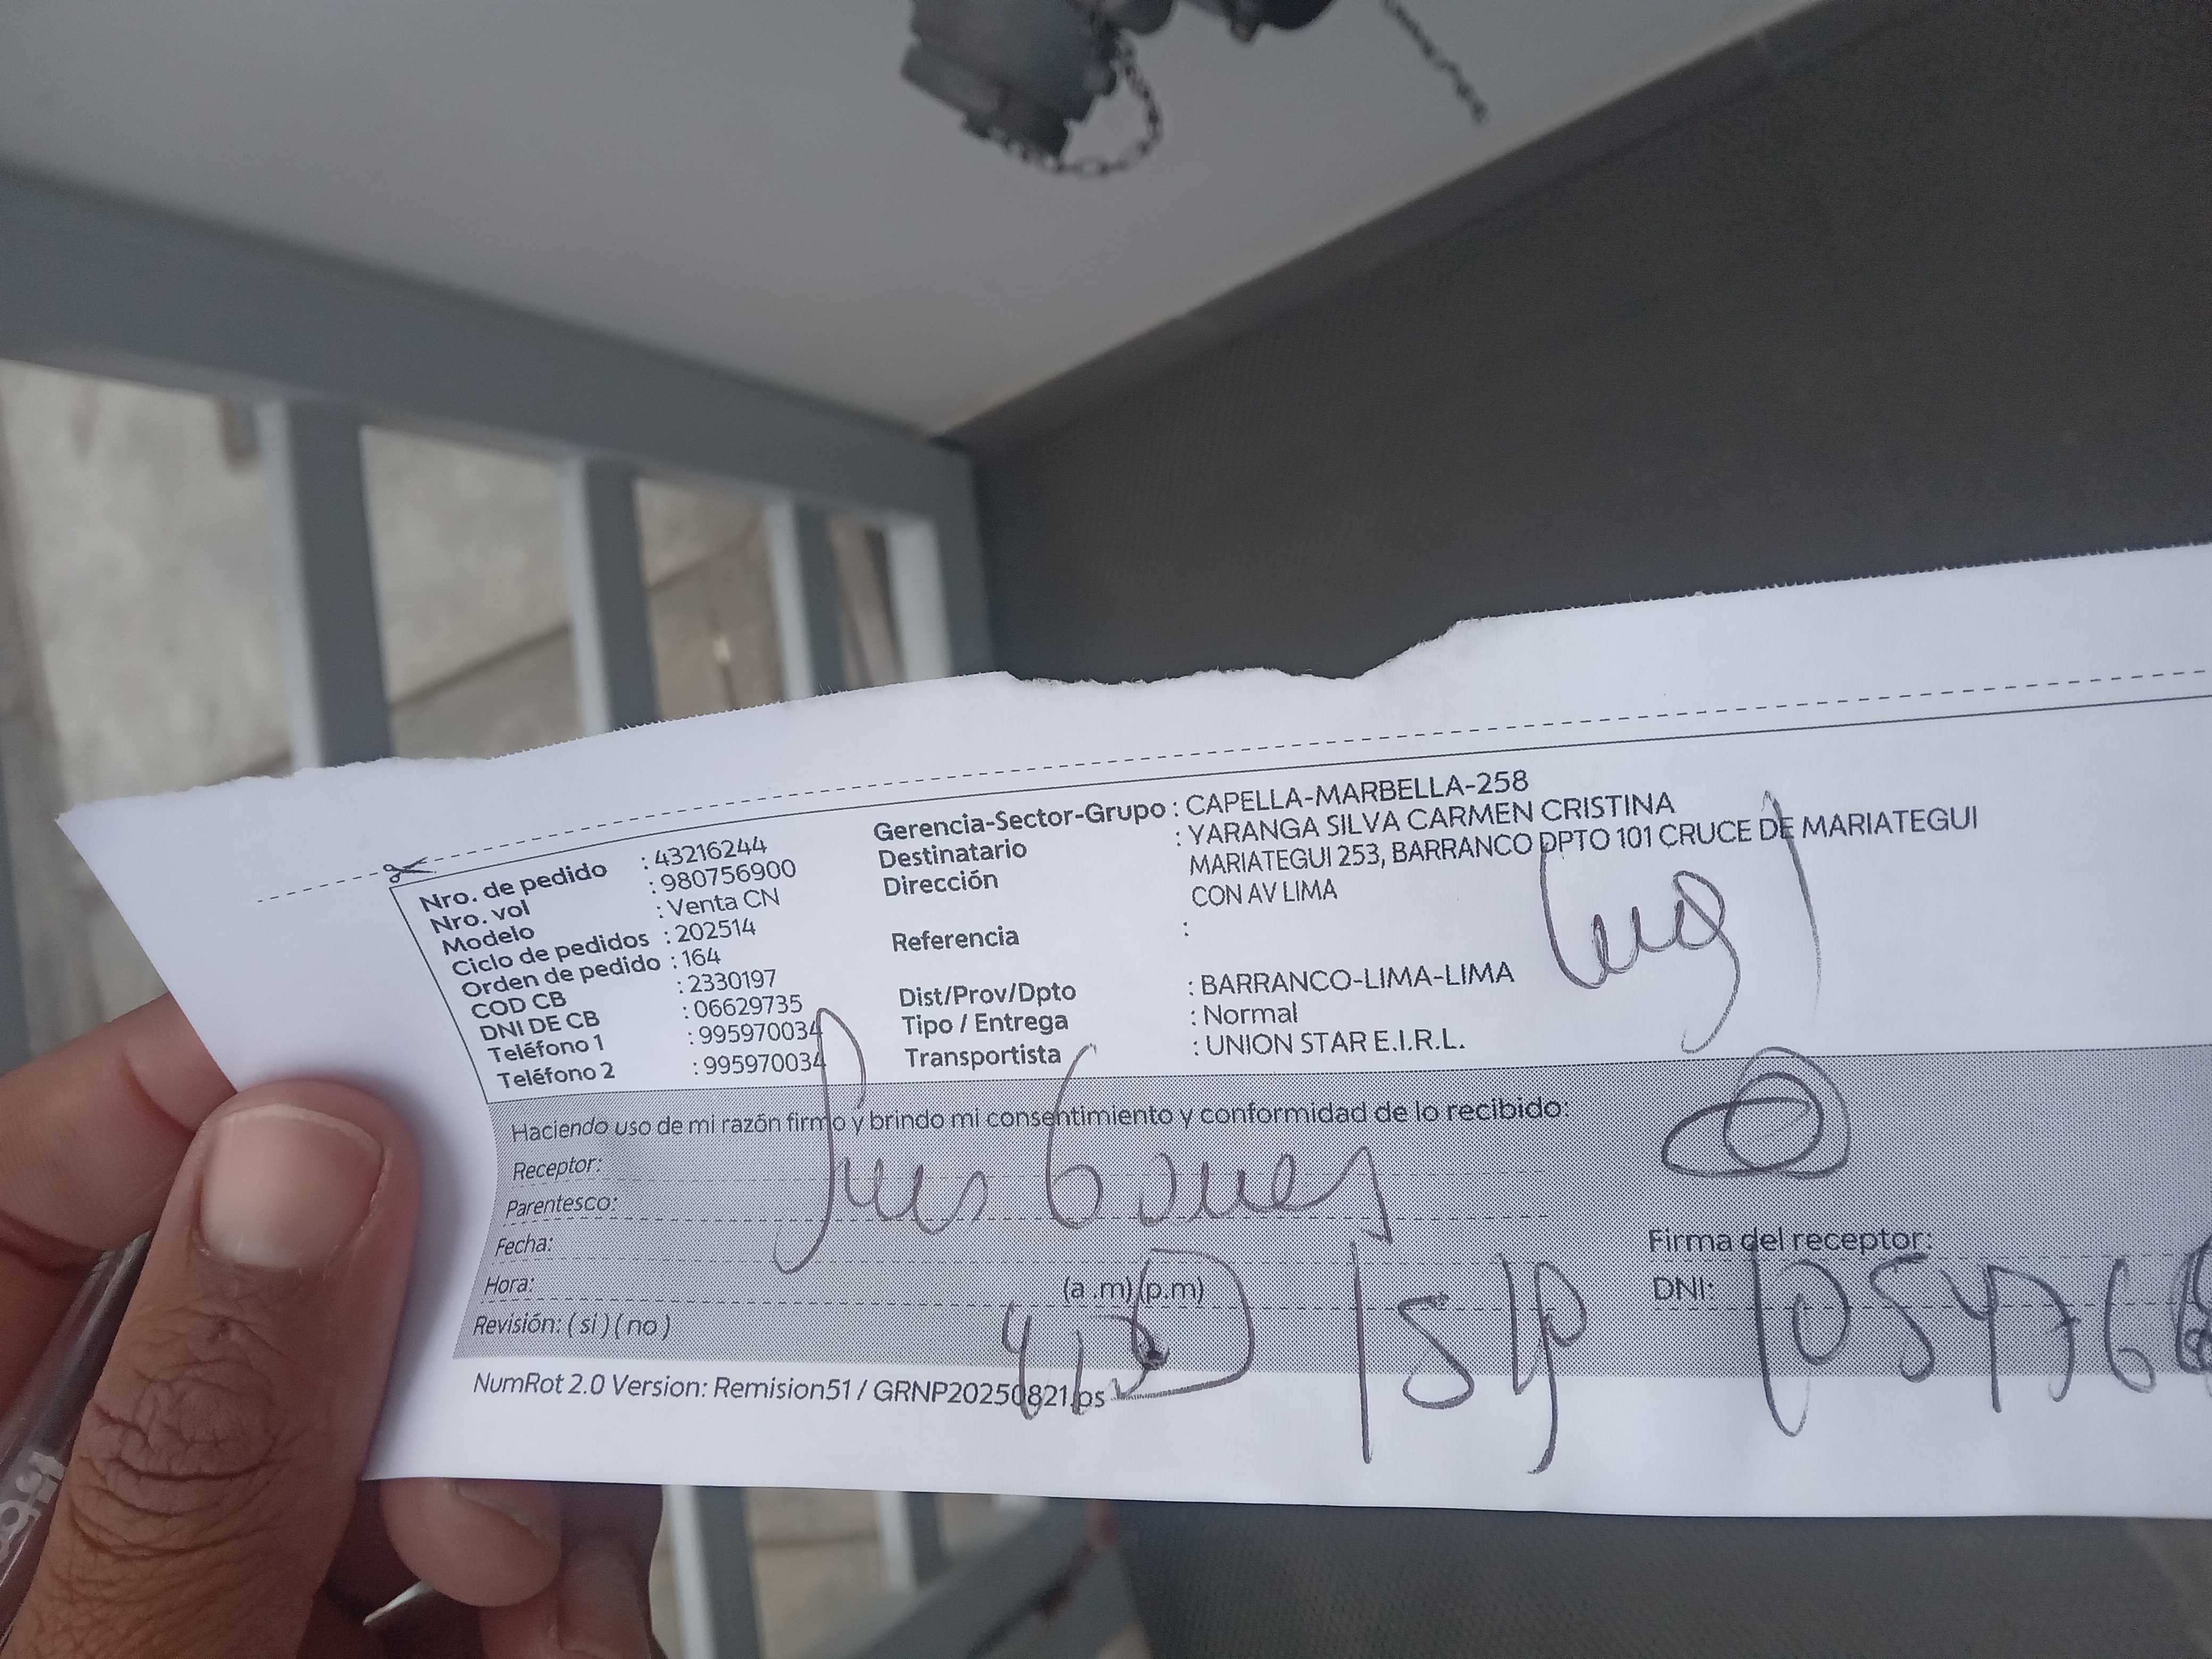 Nro. de pedido : 43216244
Nro. vol : 980756900
Modelo : Venta CN
Ciclo de pedidos : 202514
Orden de pedido : 164
COD CB : 2330197
DNI DE CB : 06629735
Teléfono 1 : 995970034
Teléfono 2 : 995970034
Gerencia-Sector-Grupo : CAPELLA-MARBELLA-258
Destinatario : YARANGA SILVA CARMEN CRISTINA
Dirección MARIATEGUI 253, BARRANCO DPTO 101 CRUCE DE MARIATEGUI
CON AV LIMA
Referencia :
Dist/Prov/Dpto : BARRANCO-LIMA-LIMA
Tipo / Entrega : Normal
Transportista : UNION STAR E.I.R.L.
Haciendo uso de mi razón firmo y brindo mi consentimiento y conformidad de lo recibido:
Receptor:
Parentesco:
Fecha:
Hora: (a .m) (p.m)
Revisión: ( si ) ( no )
Firma del receptor:
DNI:
NumRot 2.0 Version: Remision51 / GRNP20250821.ps